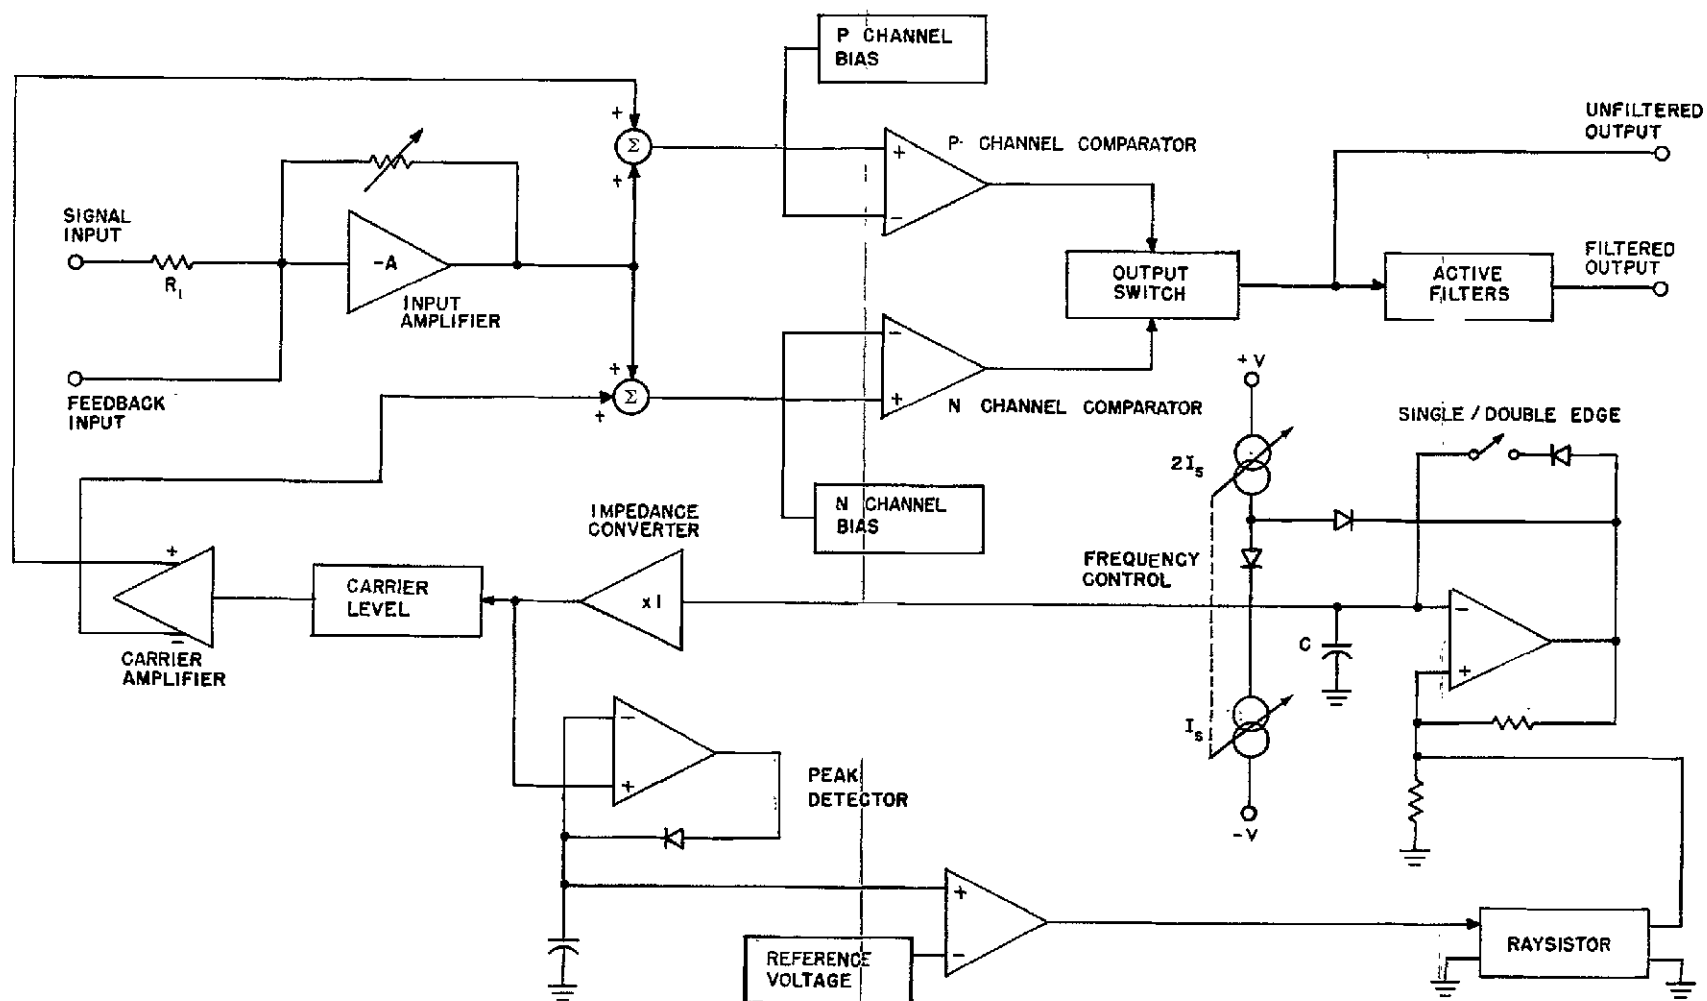 P CHANNEL
BIAS
UNFILTERED
OUTPUT
+
Σ
+
+
P- CHANNEL COMPARATOR
−
SIGNAL
INPUT
R1
-A
INPUT
AMPLIFIER
OUTPUT
SWITCH
FILTERED
OUTPUT
ACTIVE
FILTERS
FEEDBACK
INPUT
+
Σ
+
−
+
N CHANNEL COMPARATOR
+V
SINGLE / DOUBLE EDGE
2Is
N CHANNEL
BIAS
IMPEDANCE
CONVERTER
x1
FREQUENCY
CONTROL
+
−
CARRIER
AMPLIFIER
CARRIER
LEVEL
C
−
+
Is
-V
−
+
PEAK
DETECTOR
+
−
REFERENCE
VOLTAGE
RAYSISTOR